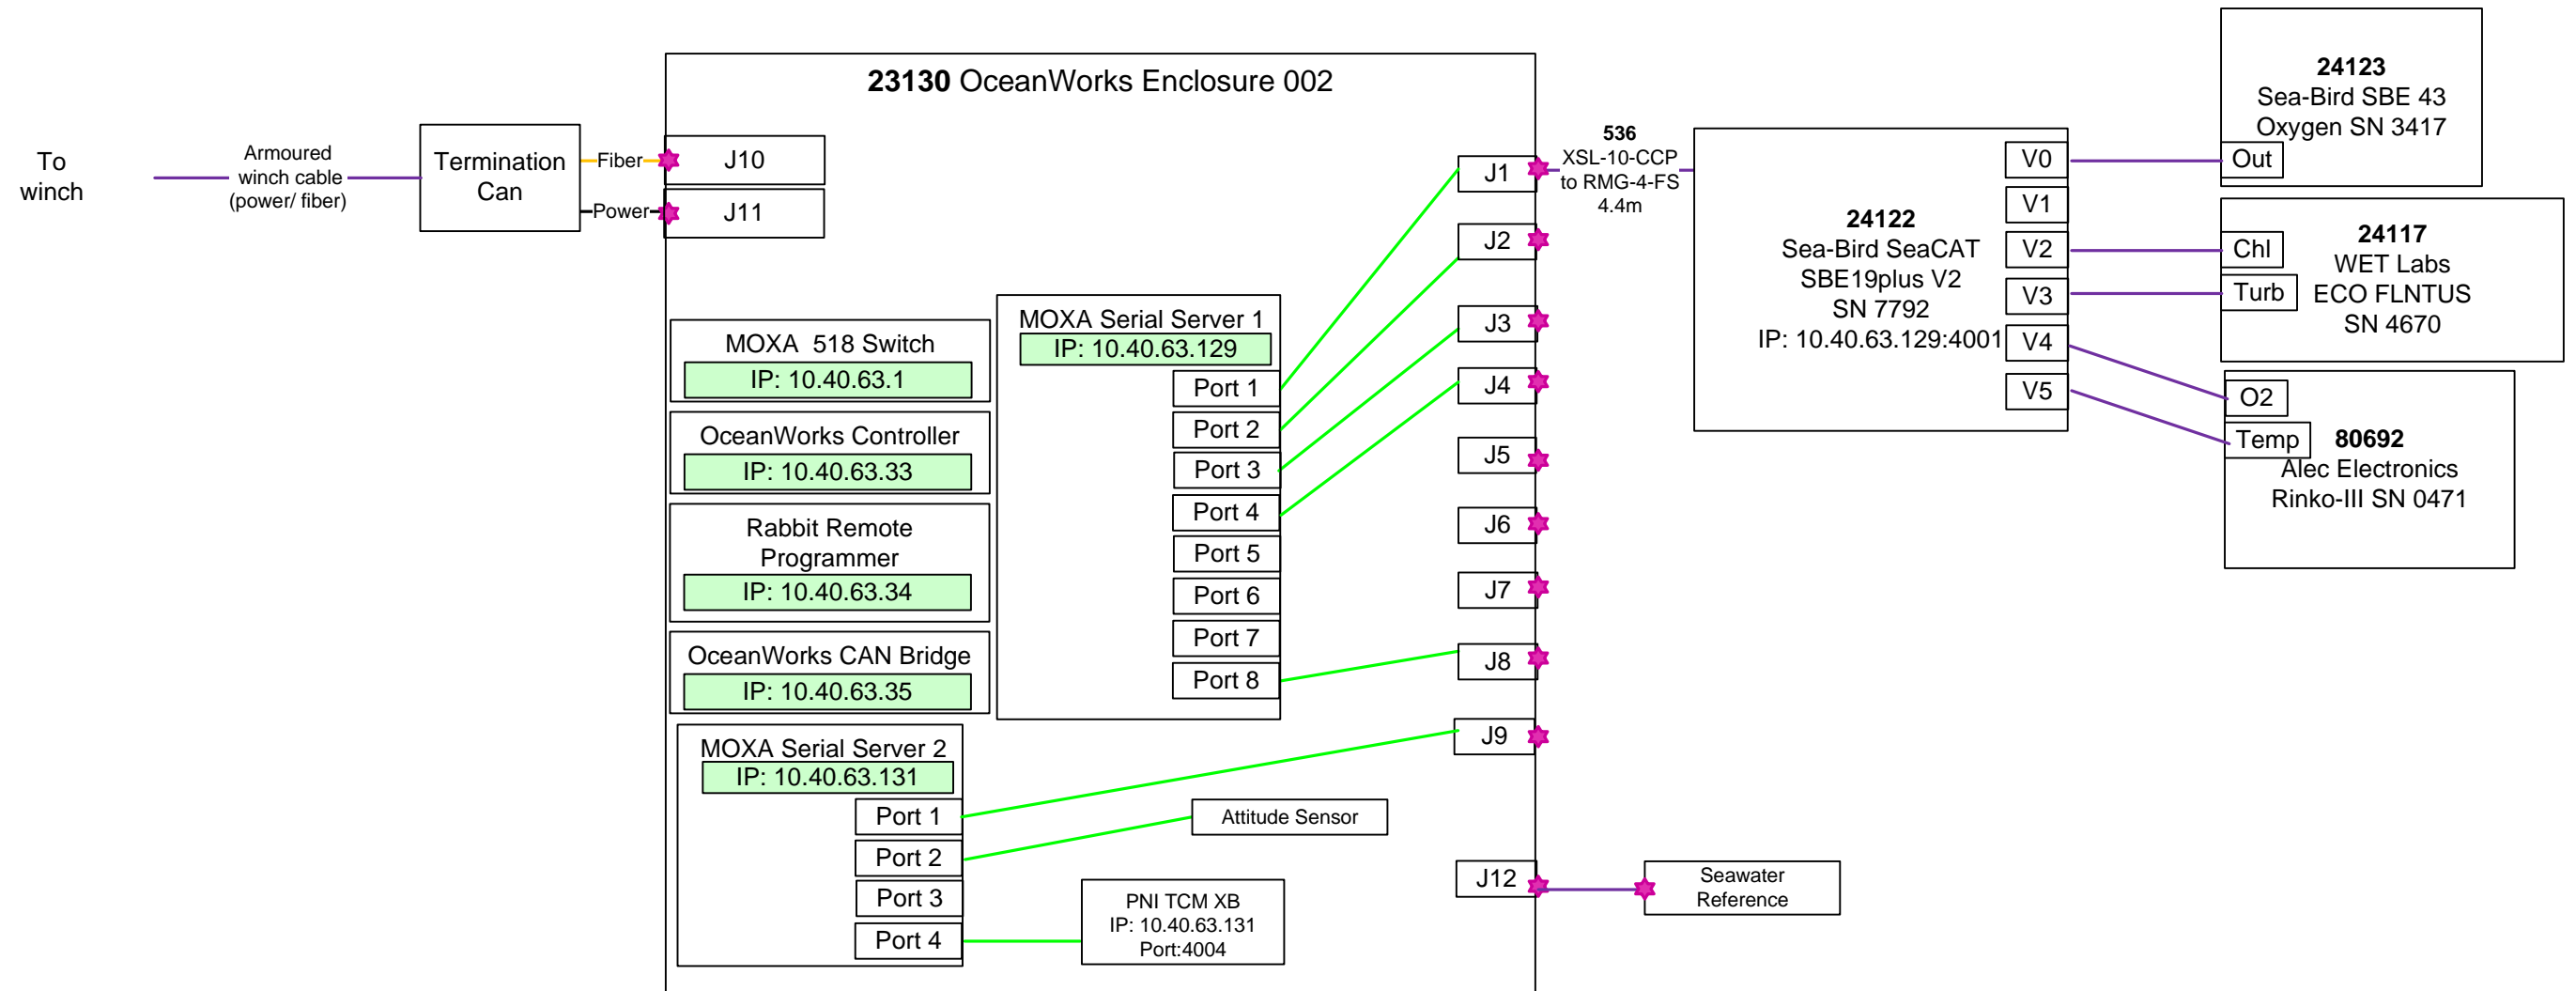 To
winch
Armoured
winch cable
(power/ fiber)
Termination
Can
Fiber
Power
23130 OceanWorks Enclosure 002
J10
J11
MOXA  518 Switch
IP: 10.40.63.1
OceanWorks Controller
IP: 10.40.63.33
Rabbit Remote
Programmer
IP: 10.40.63.34
OceanWorks CAN Bridge
IP: 10.40.63.35
MOXA Serial Server 1
IP: 10.40.63.129
Port 1
Port 2
Port 3
Port 4
Port 5
Port 6
Port 7
Port 8
MOXA Serial Server 2
IP: 10.40.63.131
Port 1
Port 2
Port 3
Port 4
Attitude Sensor
PNI TCM XB
IP: 10.40.63.131
Port:4004
J1
J2
J3
J4
J5
J6
J7
J8
J9
J12
536
XSL-10-CCP
to RMG-4-FS
4.4m
Seawater
Reference
24122
Sea-Bird SeaCAT
SBE19plus V2
SN 7792
IP: 10.40.63.129:4001
V0
V1
V2
V3
V4
V5
24123
Sea-Bird SBE 43
Oxygen SN 3417
Out
24117
WET Labs
ECO FLNTUS
SN 4670
Chl
Turb
O2
Temp
80692
Alec Electronics
Rinko-III SN 0471